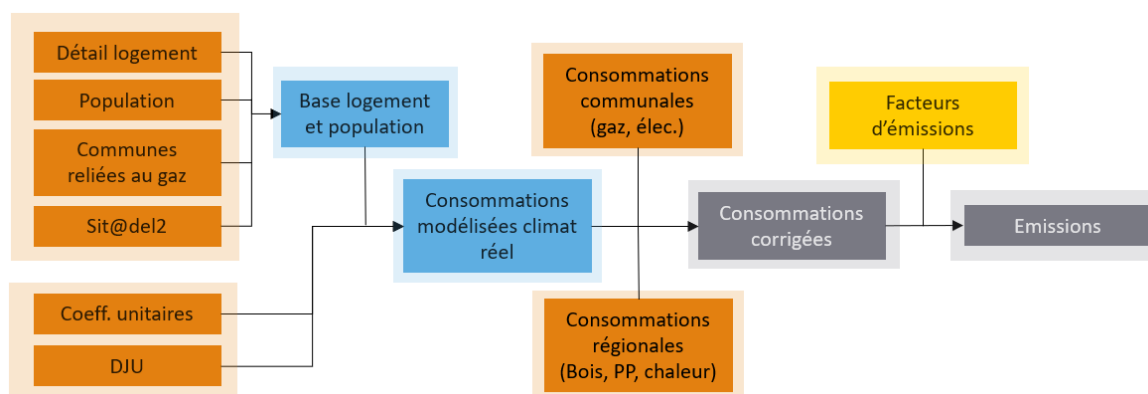 Détail logement
Population
Communes
reliées au gaz
Sit@del2
Base logement
et population
Coeff. unitaires
DJU
Consommations
modélisées climat
réel
Consommations
communales
(gaz, élec.)
Consommations
régionales
(Bois, PP, chaleur)
Consommations
corrigées
Facteurs
d’émissions
Emissions